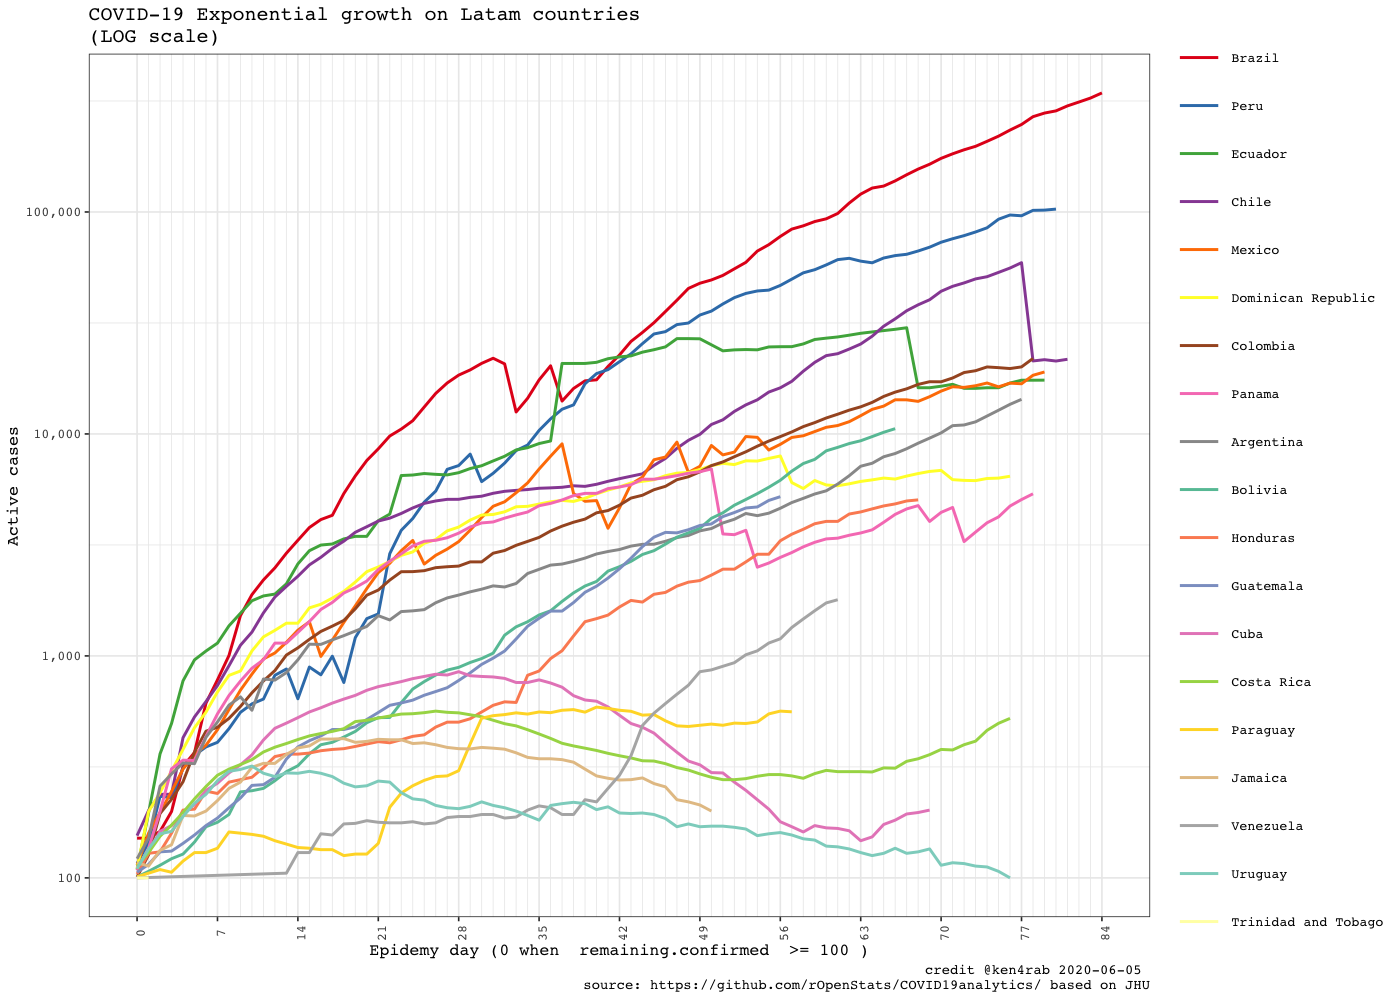 COVID-19 Exponential growth on Latam countries
(LOG scale)
Active cases
100,000
10,000
1,000
100
0
7
14
21
28
35
42
49
56
63
70
77
84
Epidemy day (0 when  remaining.confirmed  >= 100 )
Brazil
Peru
Ecuador
Chile
Mexico
Dominican Republic
Colombia
Panama
Argentina
Bolivia
Honduras
Guatemala
Cuba
Costa Rica
Paraguay
Jamaica
Venezuela
Uruguay
Trinidad and Tobago
credit @ken4rab 2020-06-05
source: https://github.com/rOpenStats/COVID19analytics/ based on JHU